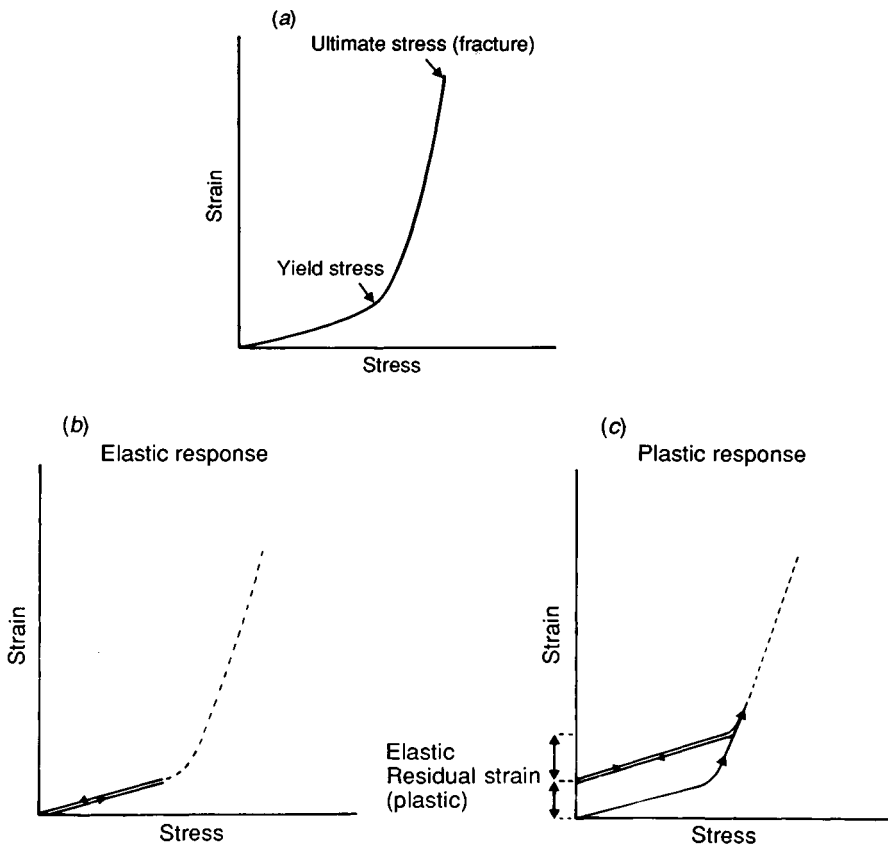 (a)
Ultimate stress (fracture)
Strain
Yield stress
Stress
(b)
Elastic response
Strain
Stress
(c)
Plastic response
Strain
Elastic
Residual strain
(plastic)
Stress